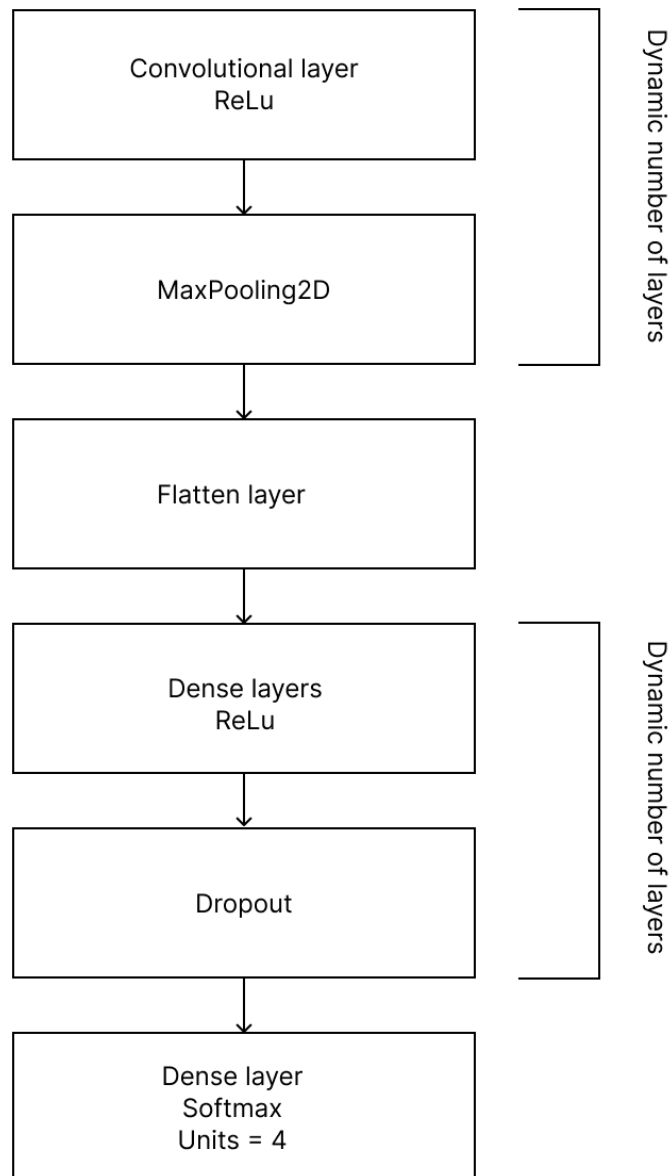 Convolutional layer
ReLu
Dynamic number of layers
MaxPooling2D
Flatten layer
Dense layers
ReLu
Dynamic number of layers
Dropout
Dense layer
Softmax
Units = 4